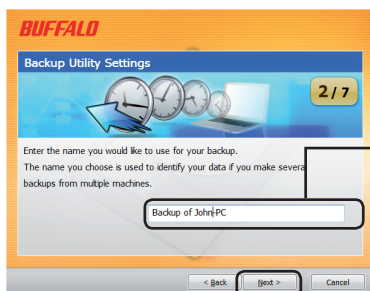 BUFFALO
Backup Utility Settings
2 / 7
Enter the name you would like to use for your backup.
The name you choose is used to identify your data if you make severa
backups from multiple machines.
Backup of John-PC
< Back
Next >
Cancel